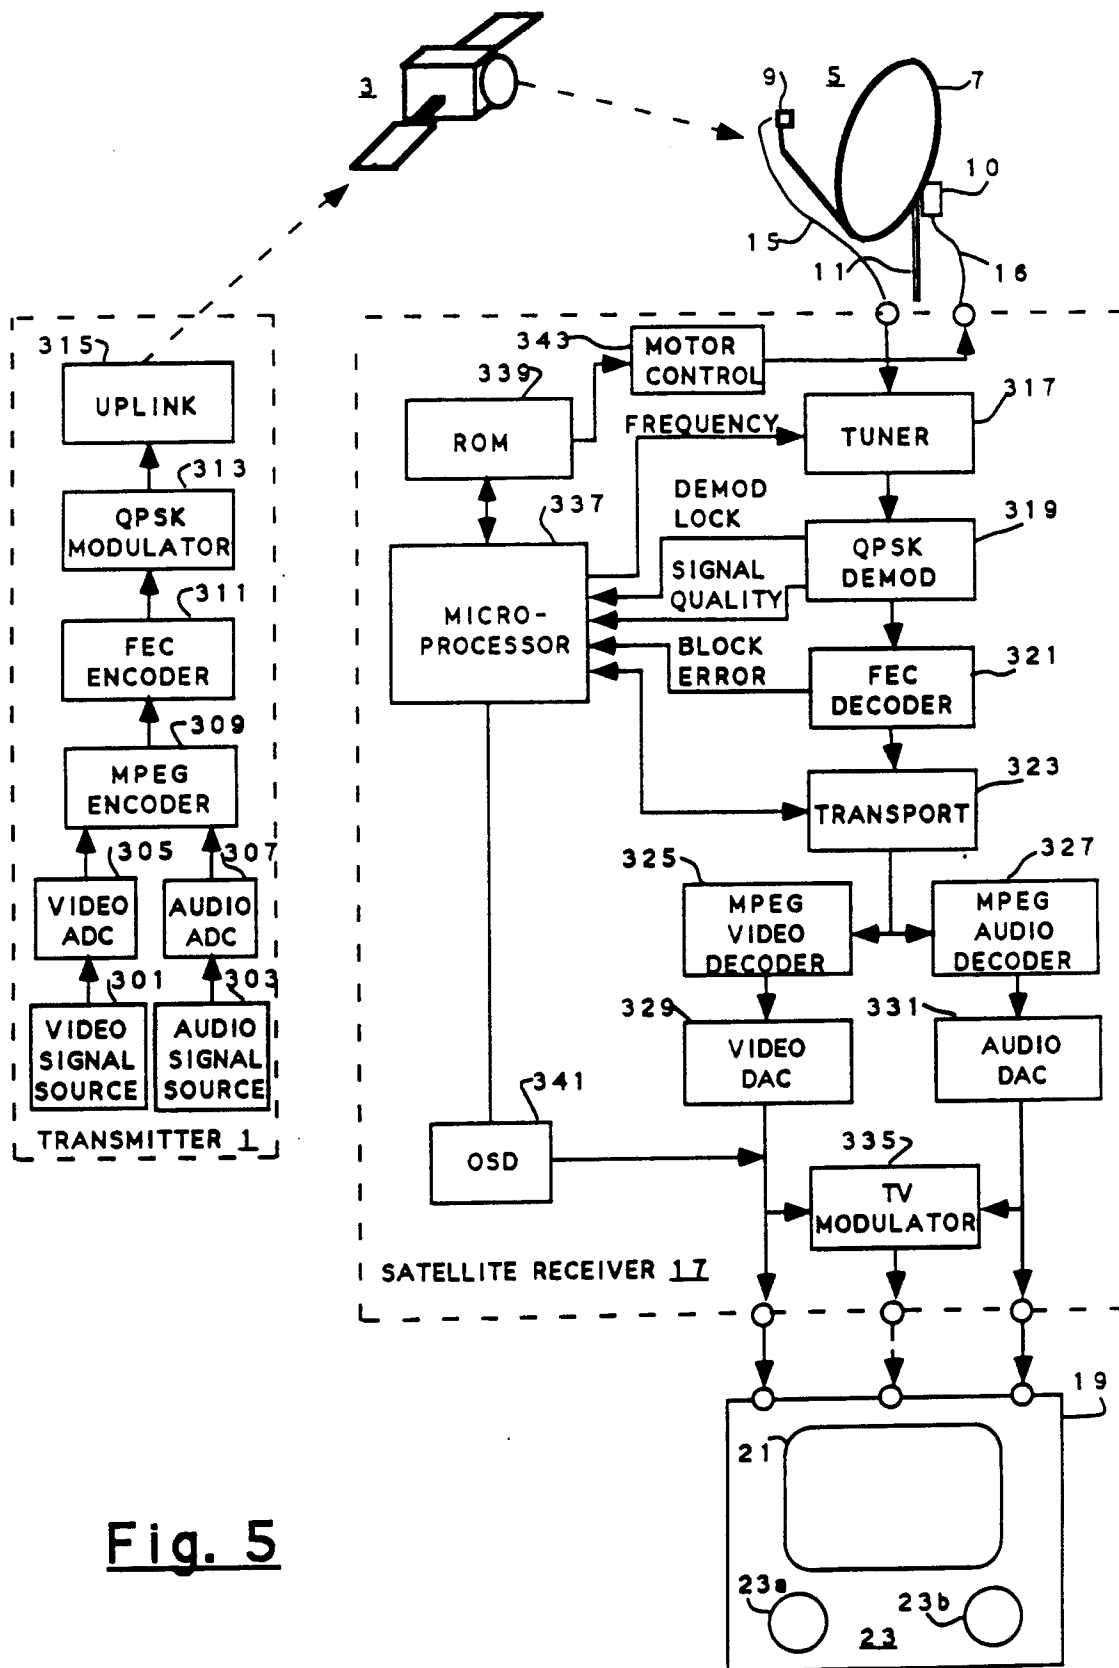 3
9
5
7
10
15
11
16
315
UPLINK
313
QPSK
MODULATOR
311
FEC
ENCODER
309
MPEG
ENCODER
305
307
VIDEO
ADC
AUDIO
ADC
301
303
VIDEO
SIGNAL
SOURCE
AUDIO
SIGNAL
SOURCE
TRANSMITTER 1
343
MOTOR
CONTROL
339
ROM
FREQUENCY
317
TUNER
337
MICRO-
PROCESSOR
DEMOD
LOCK
319
QPSK
DEMOD
SIGNAL
QUALITY
BLOCK
ERROR
321
FEC
DECODER
323
TRANSPORT
325
MPEG
VIDEO
DECODER
327
MPEG
AUDIO
DECODER
329
VIDEO
DAC
331
AUDIO
DAC
341
OSD
335
TV
MODULATOR
SATELLITE RECEIVER 17
19
21
23a
23b
23
Fig. 5